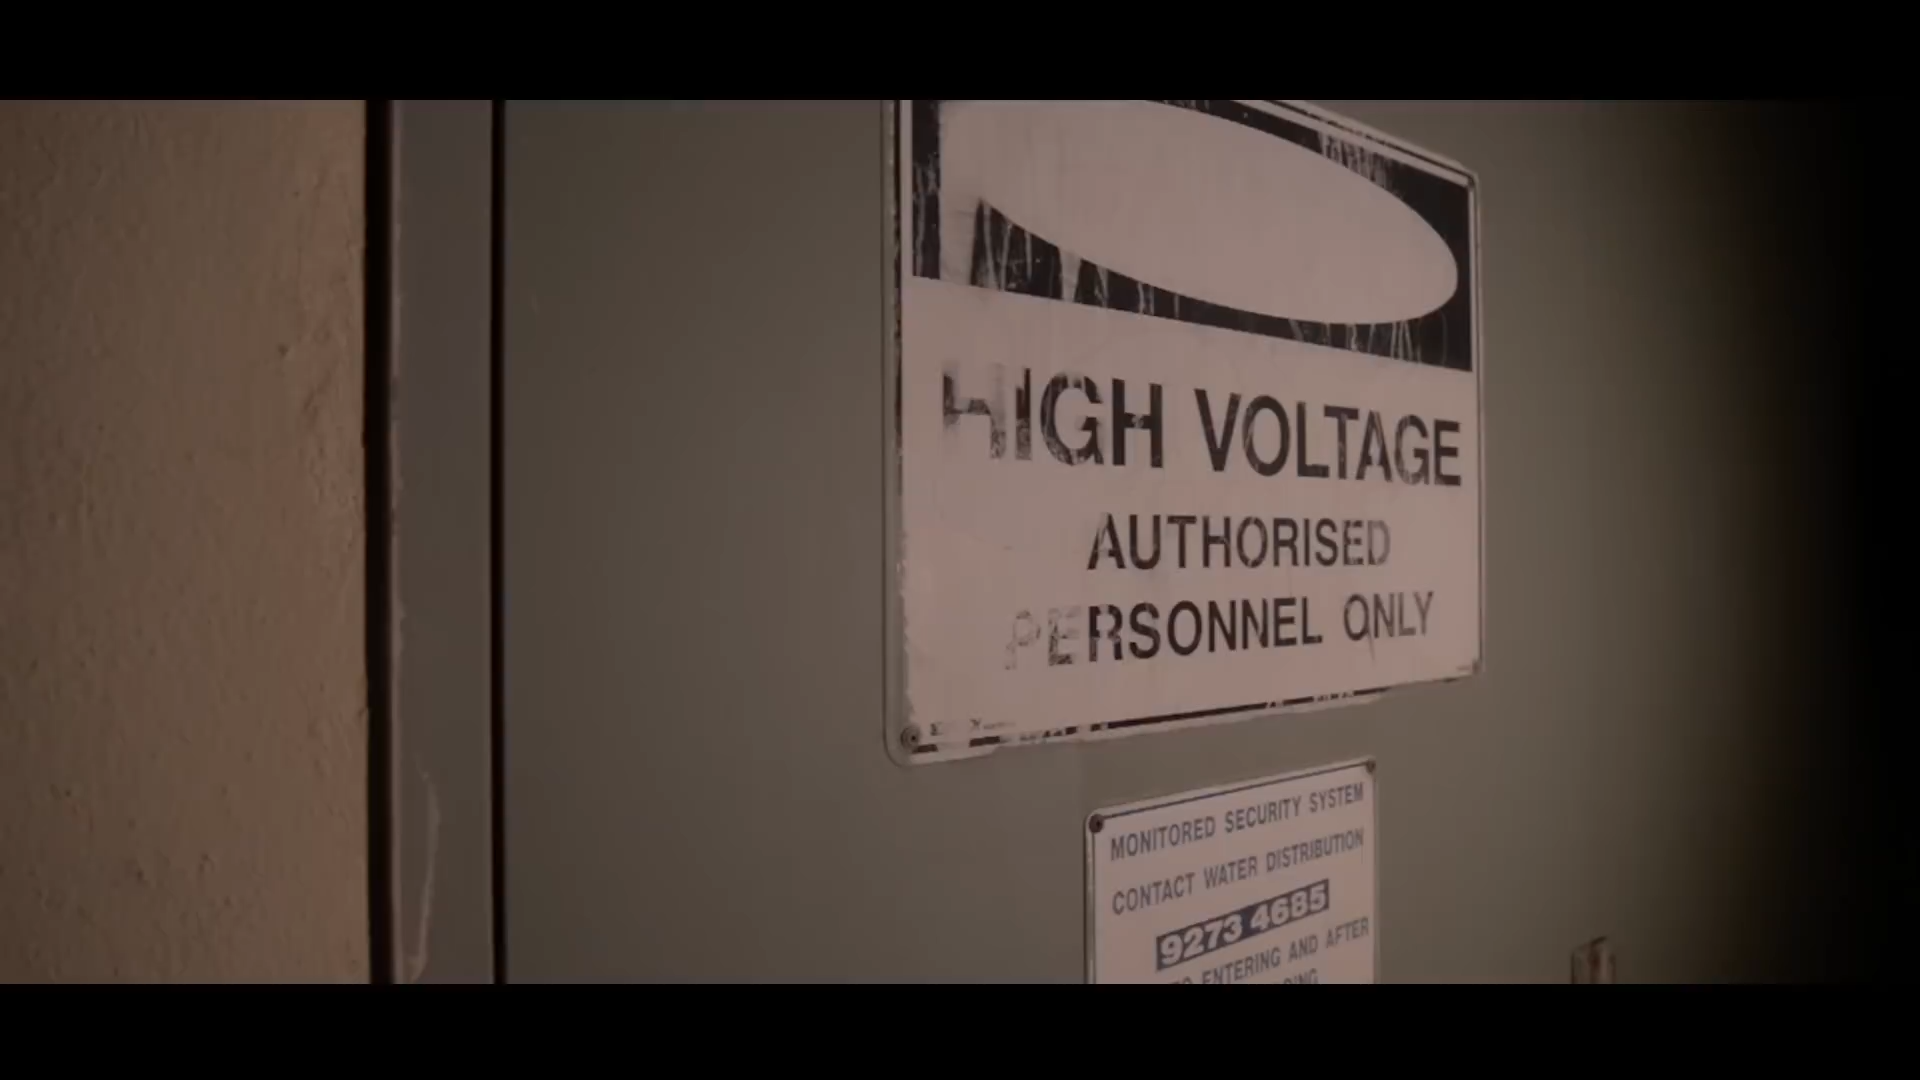 HIGH VOLTAGE
AUTHORISED
PERSONNEL ONLY
MONITORED SECURITY SYSTEM
CONTACT WATER DISTRIBUTION
9273 4685
ENTERING AND AFTER